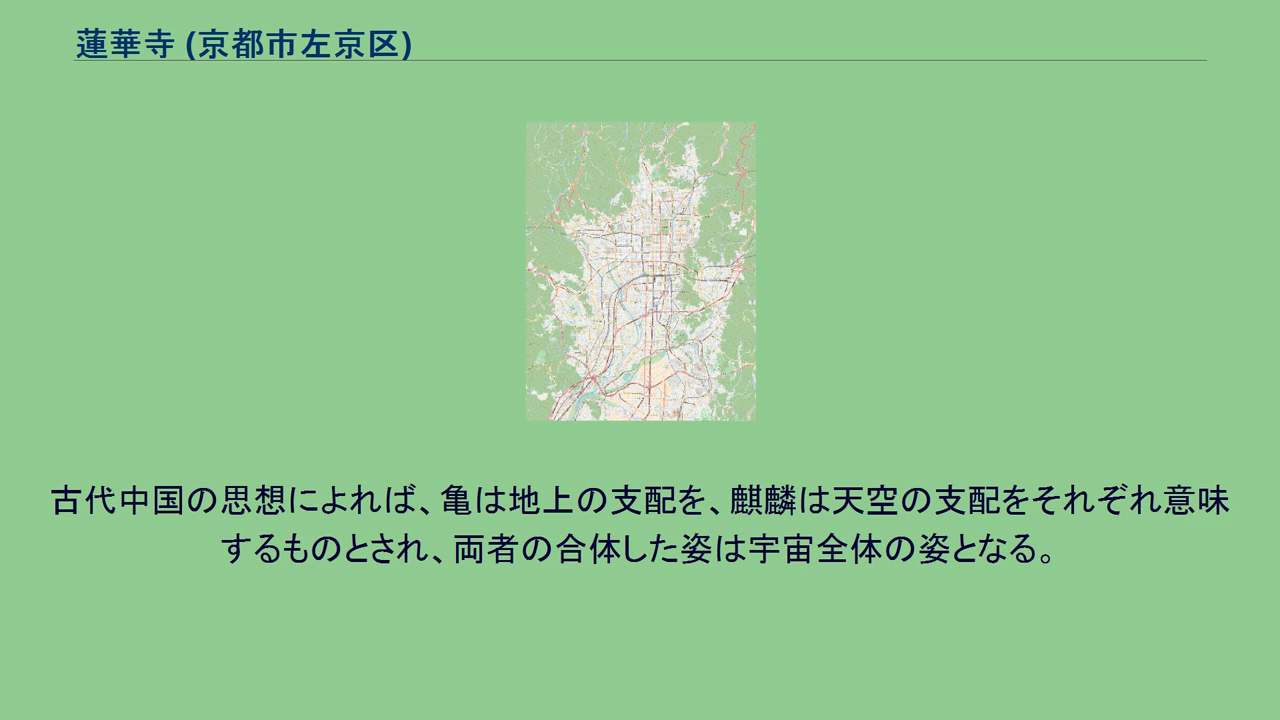 蓮華寺 (京都市左京区)
古代中国の思想によれば、亀は地上の支配を、麒麟は天空の支配をそれぞれ意味
するものとされ、両者の合体した姿は宇宙全体の姿となる。